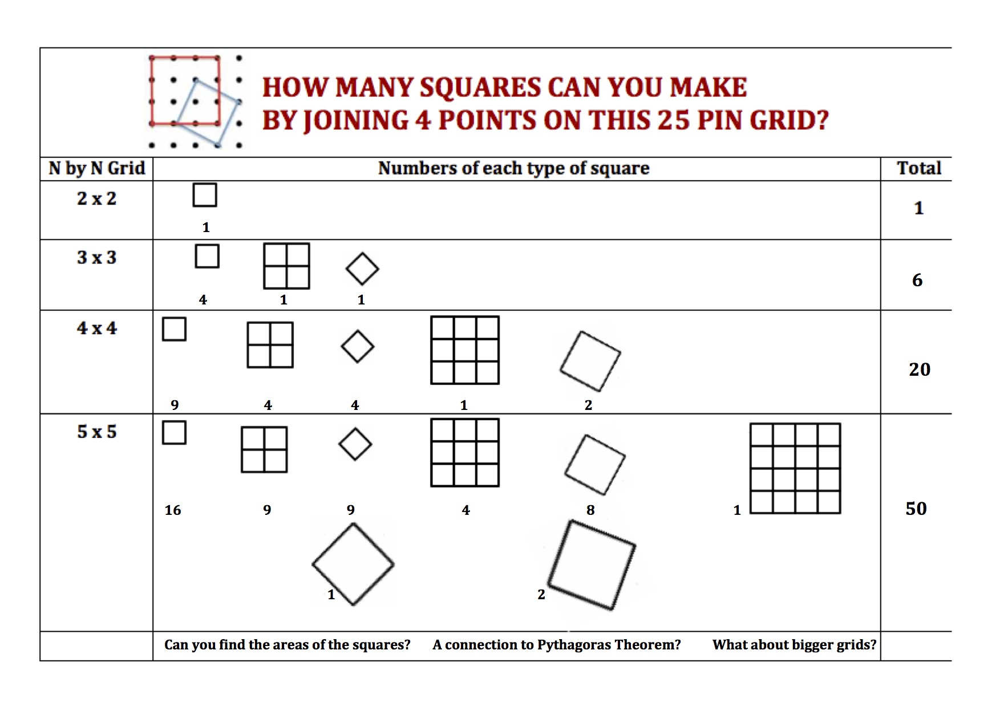 HOW MANY SQUARES CAN YOU MAKE
BY JOINING 4 POINTS ON THIS 25 PIN GRID?
N by N Grid Numbers of each type of square Total
2 x 2
1
1
3 x 3
4 1 1
6
4 x 4
9 4 4 1 2
20
5 x 5
16 9 9 4 8 1
50
1 2
Can you find the areas of the squares? A connection to Pythagoras Theorem? What about bigger grids?